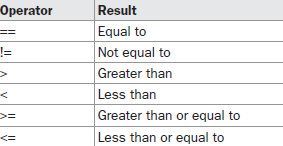 Operator Result
== Equal to
!= Not equal to
> Greater than
< Less than
>= Greater than or equal to
<= Less than or equal to